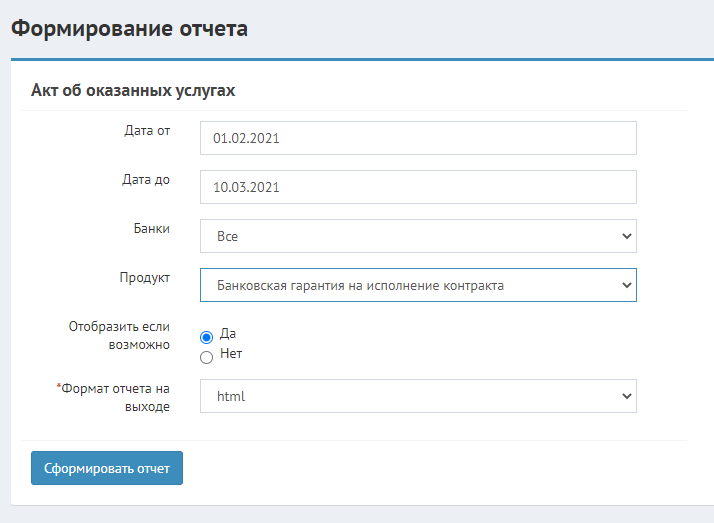 Формирование отчета
Акт об оказанных услугах
Дата от
01.02.2021
Дата до
10.03.2021
Банки
Все
Продукт
Банковская гарантия на исполнение контракта
Отобразить если
возможно
Да
Нет
*Формат отчета на
выходе
html
Сформировать отчет